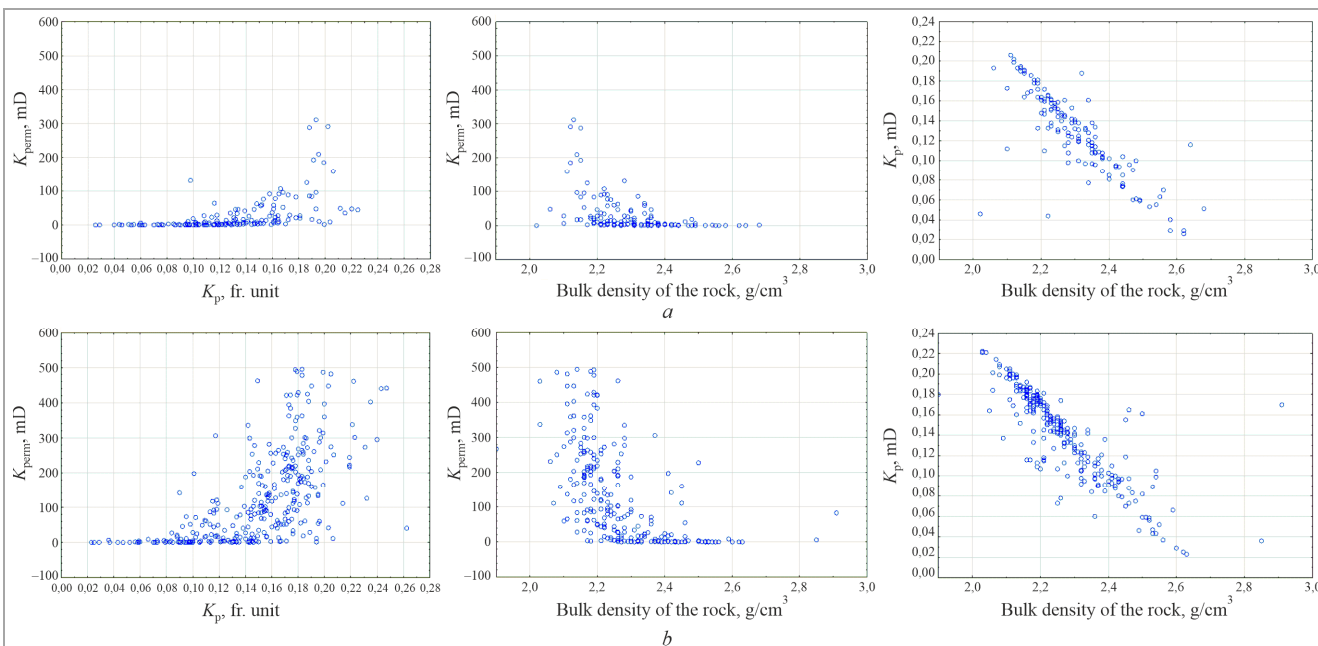 600
500
400
300
200
100
0
–100
K_perm, mD
0,00 0,02 0,04 0,06 0,08 0,10 0,12 0,14 0,16 0,18 0,20 0,22 0,24 0,26 0,28
K_p, fr. unit
600
500
400
300
200
100
0
–100
K_perm, mD
2,0 2,2 2,4 2,6 2,8 3,0
Bulk density of the rock, g/cm³
0,24
0,22
0,20
0,18
0,16
0,14
0,12
0,10
0,08
0,06
0,04
0,02
0,00
K_p, mD
2,0 2,2 2,4 2,6 2,8 3,0
Bulk density of the rock, g/cm³
a
600
500
400
300
200
100
0
–100
K_perm, mD
0,00 0,02 0,04 0,06 0,08 0,10 0,12 0,14 0,16 0,18 0,20 0,22 0,24 0,26 0,28
K_p, fr. unit
600
500
400
300
200
100
0
–100
K_perm, mD
2,0 2,2 2,4 2,6 2,8 3,0
Bulk density of the rock, g/cm³
0,24
0,22
0,20
0,18
0,16
0,14
0,12
0,10
0,08
0,06
0,04
0,02
0,00
K_p, mD
2,0 2,2 2,4 2,6 2,8 3,0
Bulk density of the rock, g/cm³
b